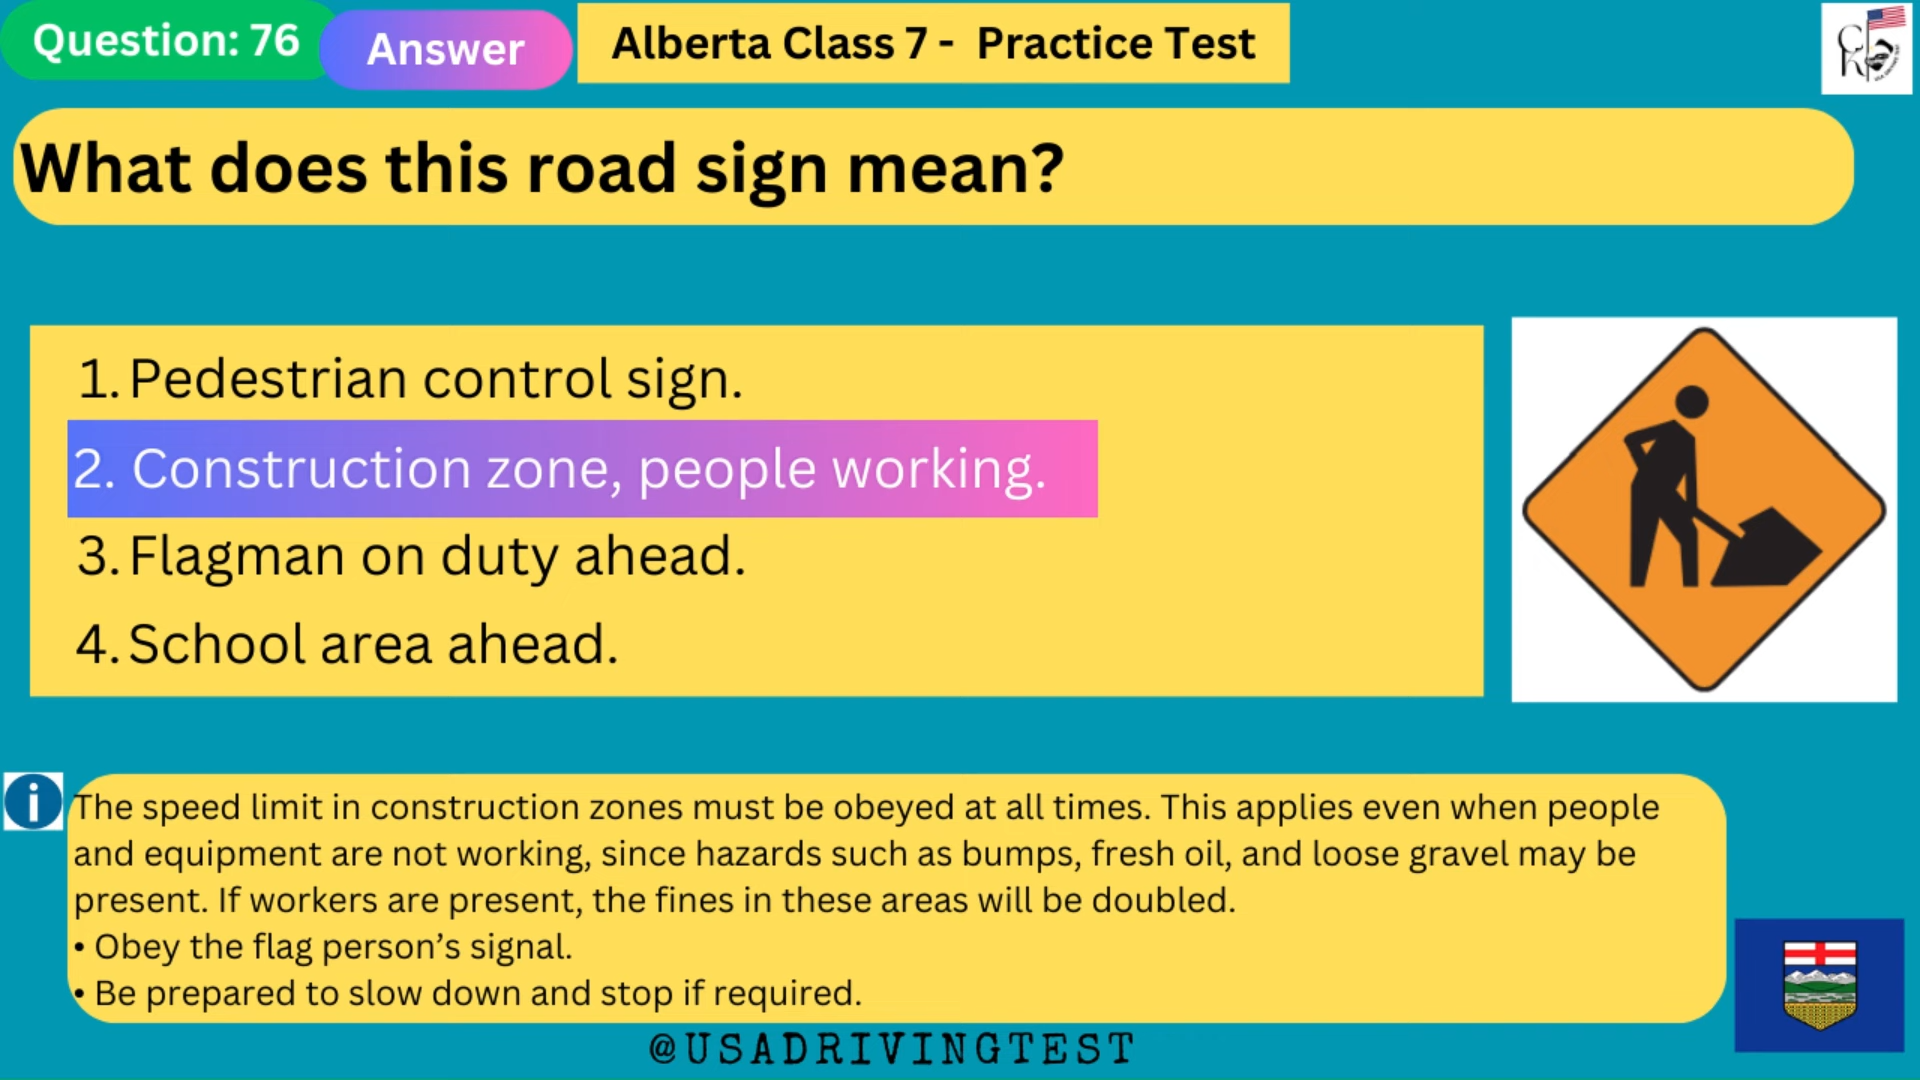 Question: 76
Answer
Alberta Class 7 - Practice Test
What does this road sign mean?
1. Pedestrian control sign.
2. Construction zone, people working.
3. Flagman on duty ahead.
4. School area ahead.
i
The speed limit in construction zones must be obeyed at all times. This applies even when people
and equipment are not working, since hazards such as bumps, fresh oil, and loose gravel may be
present. If workers are present, the fines in these areas will be doubled.
• Obey the flag person’s signal.
• Be prepared to slow down and stop if required.
@USADRIVINGTEST